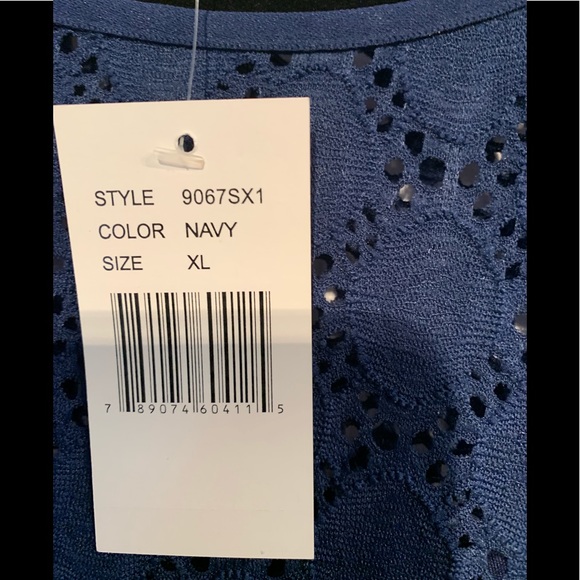 STYLE 9067SX1
COLOR NAVY
SIZE XL
7 89074 60411 5